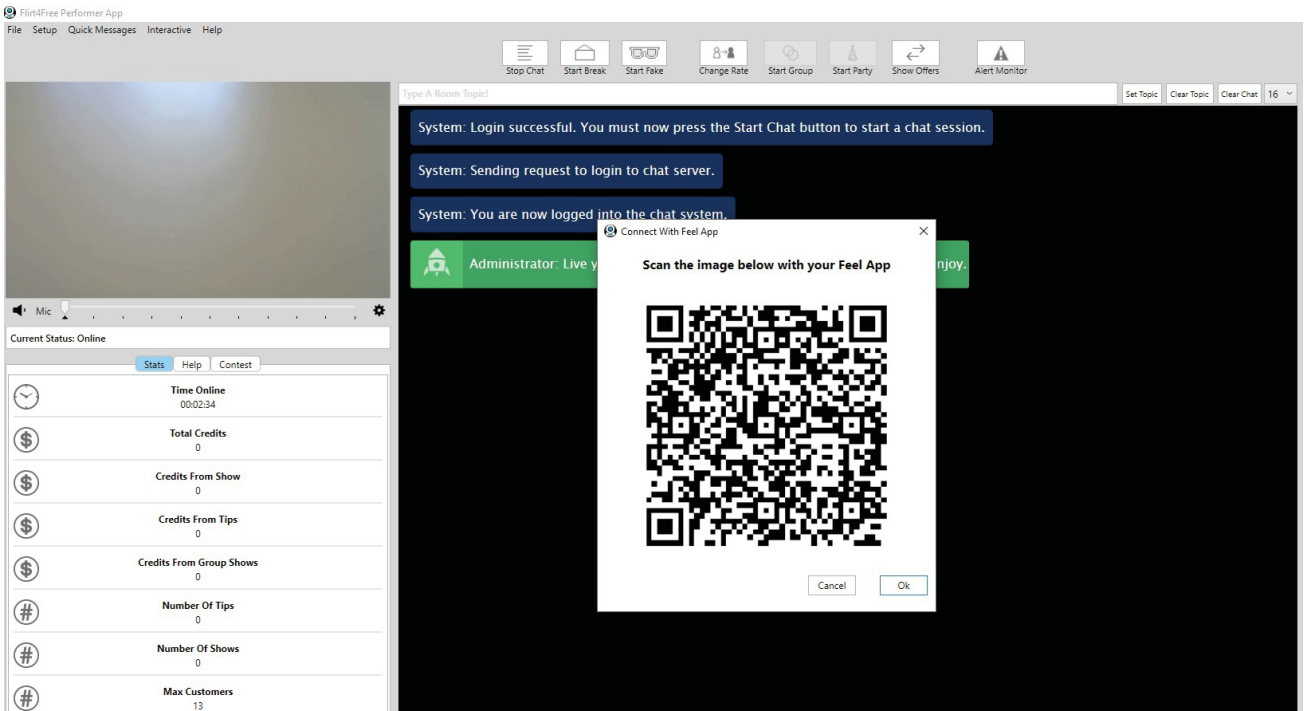 Flirt4Free Performer App
File Setup Quick Messages Interactive Help
Stop Chat Start Break Start Fake Change Rate Start Group Start Party Show Offers Alert Monitor
Type A Room Topic!
Set Topic Clear Topic Clear Chat 16
System: Login successful. You must now press the Start Chat button to start a chat session.
System: Sending request to login to chat server.
System: You are now logged into the chat system.
Administrator: Live y
njoy.
Connect With Feel App
Scan the image below with your Feel App
Cancel Ok
Mic
Current Status: Online
Stats Help Contest
Time Online
00:02:34
Total Credits
0
Credits From Show
0
Credits From Tips
0
Credits From Group Shows
0
Number Of Tips
0
Number Of Shows
0
Max Customers
13